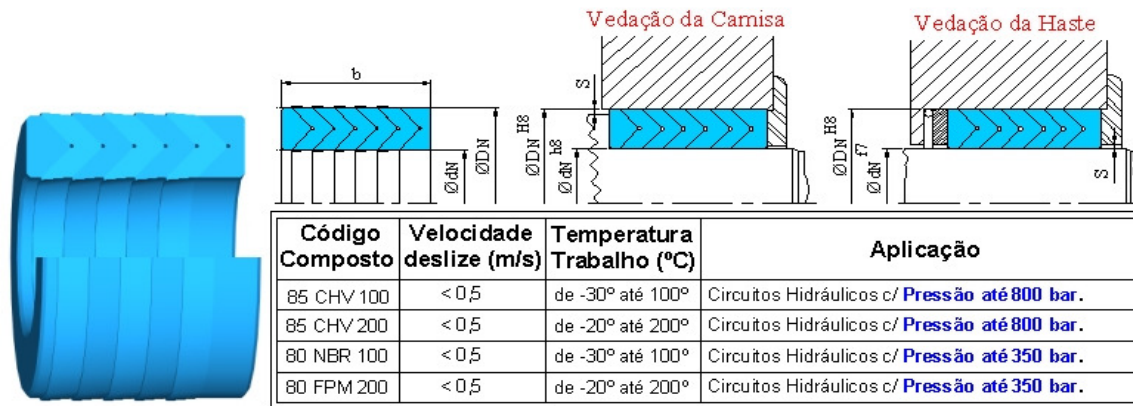 Vedação da Camisa
Vedação da Haste
b
S
ØdN
ØDN
ØDN H8
ØdN h8
ØDN H8
ØdN f7
S
Código Composto
Velocidade deslize (m/s)
Temperatura Trabalho (ºC)
Aplicação
85 CHV 100 < 0,5 de -30º até 100º Circuitos Hidráulicos c/ Pressão até 800 bar.
85 CHV 200 < 0,5 de -20º até 200º Circuitos Hidráulicos c/ Pressão até 800 bar.
80 NBR 100 < 0,5 de -30º até 100º Circuitos Hidráulicos c/ Pressão até 350 bar.
80 FPM 200 < 0,5 de -20º até 200º Circuitos Hidráulicos c/ Pressão até 350 bar.